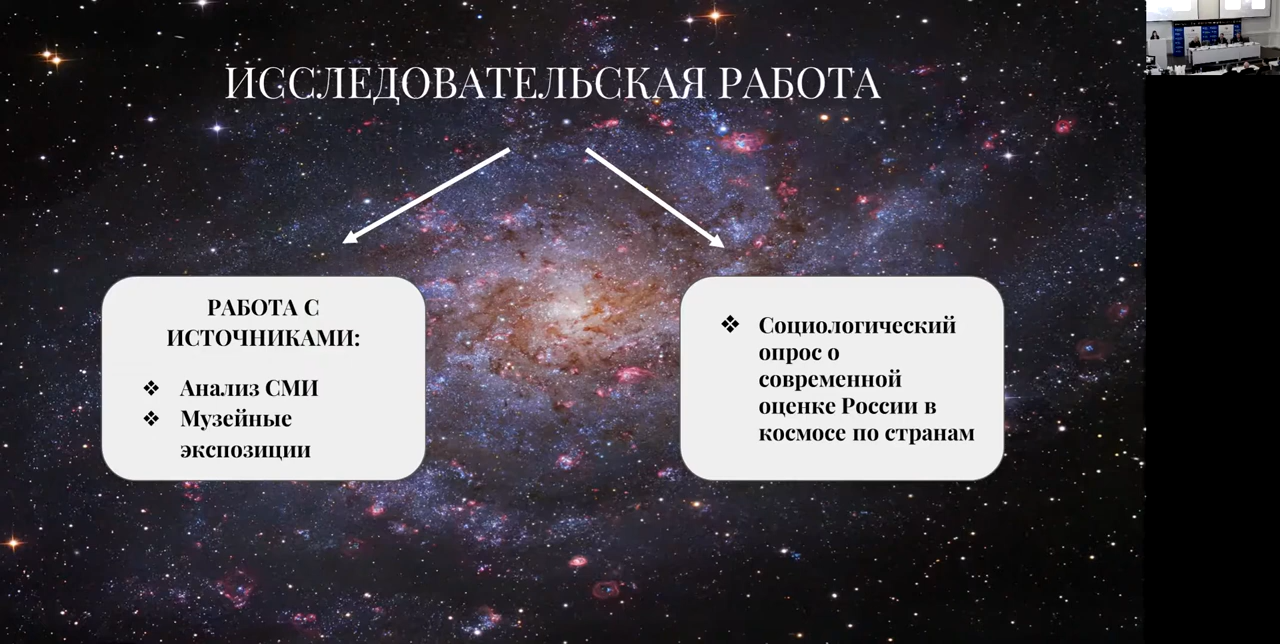 ИССЛЕДОВАТЕЛЬСКАЯ РАБОТА
РАБОТА С
ИСТОЧНИКАМИ:
❖ Анализ СМИ
❖ Музейные
экспозиции
❖ Социологический
опрос о
современной
оценке России в
космосе по странам